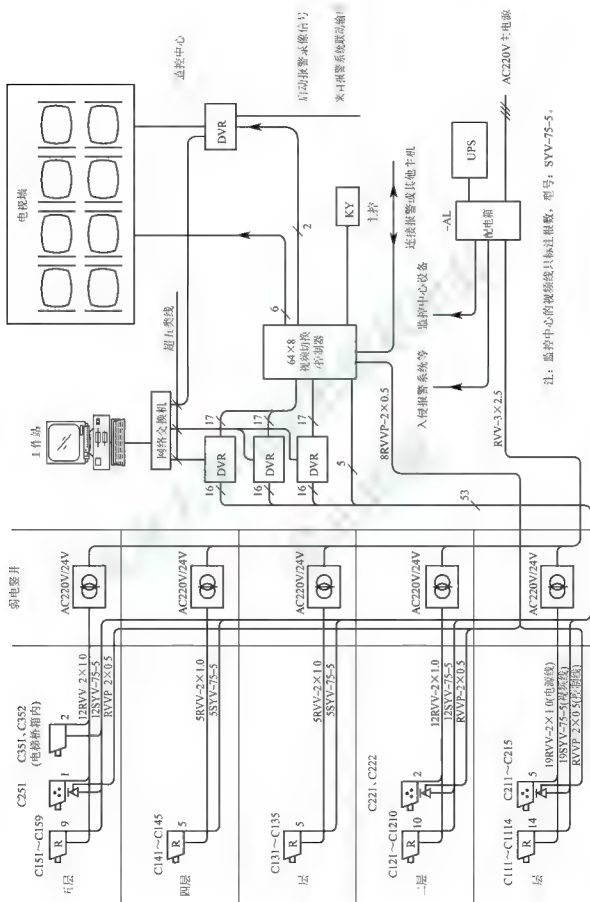 电视墙
监控中心
DVR
启动报警录像信号
来自报警系统联动输
工作站
网络交换机
超五类线
2
6
KY
主控
64×8
视频切换
/控制器
连接报警或其他主机
DVR
DVR
DVR
17
17
17
16
16
16
5
8RVVP-2×0.5
53
监控中心设备
入侵报警系统等
-AL
配电箱
UPS
AC220V主电源
RVV-3×2.5
注：监控中心的视频线只标注根数，型号：SYV-75-5。
弱电竖井
AC220V/24V
AC220V/24V
AC220V/24V
AC220V/24V
AC220V/24V
五层
C151～C159
R
9
C251
1
C351、C352
(电梯桥箱内)
2
12RVV-2×1.0
12SYV-75-5
RVVP 2×0.5
四层
C141～C145
R
5
5RVV-2×1.0
5SYV-75-5
层
C131～C135
R
5
5RVV-2×1.0
5SYV-75-5
二层
C121～C1210
R
10
C221、C222
2
12RVV-2×1.0
12SYV-75-5
RVVP-2×0.5
层
C111～C1114
R
14
C211～C215
5
19RVV-2×1.0(电源线)
19SYV-75-5(视频线)
RVVP 2×0.5(控制线)